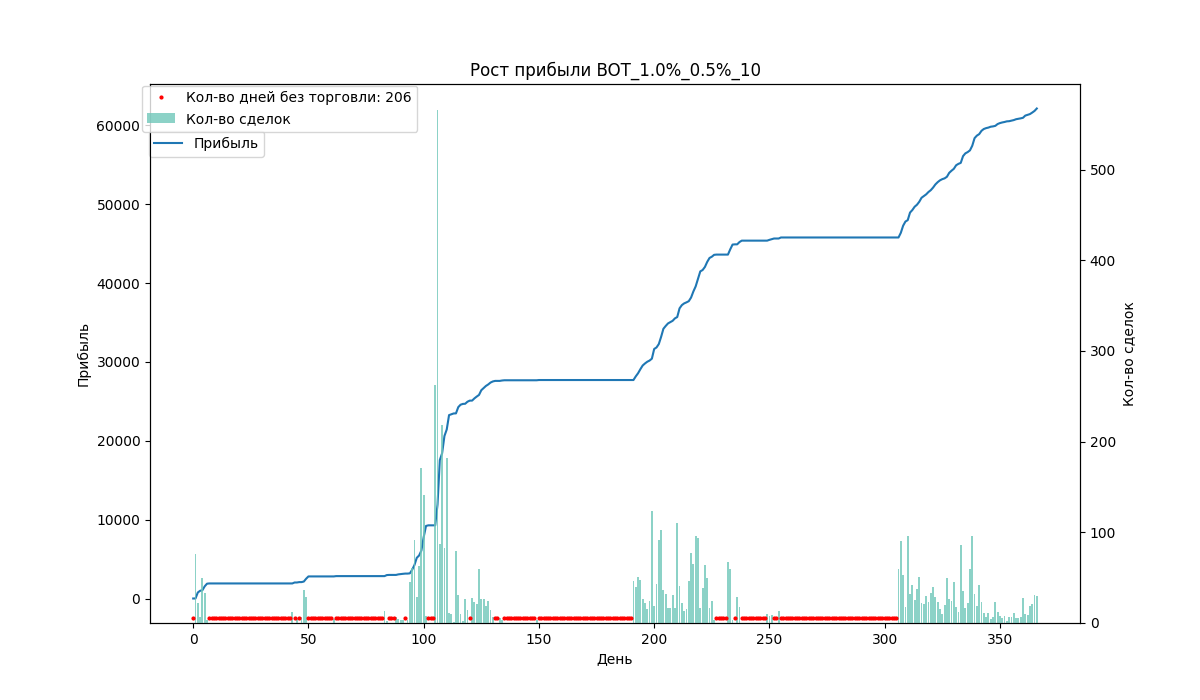 Рост прибыли BOT_1.0%_0.5%_10
Кол-во дней без торговли: 206
Кол-во сделок
Прибыль
60000
50000
40000
30000
20000
10000
0
Прибыль
500
400
300
200
100
0
Кол-во сделок
0 50 100 150 200 250 300 350
День